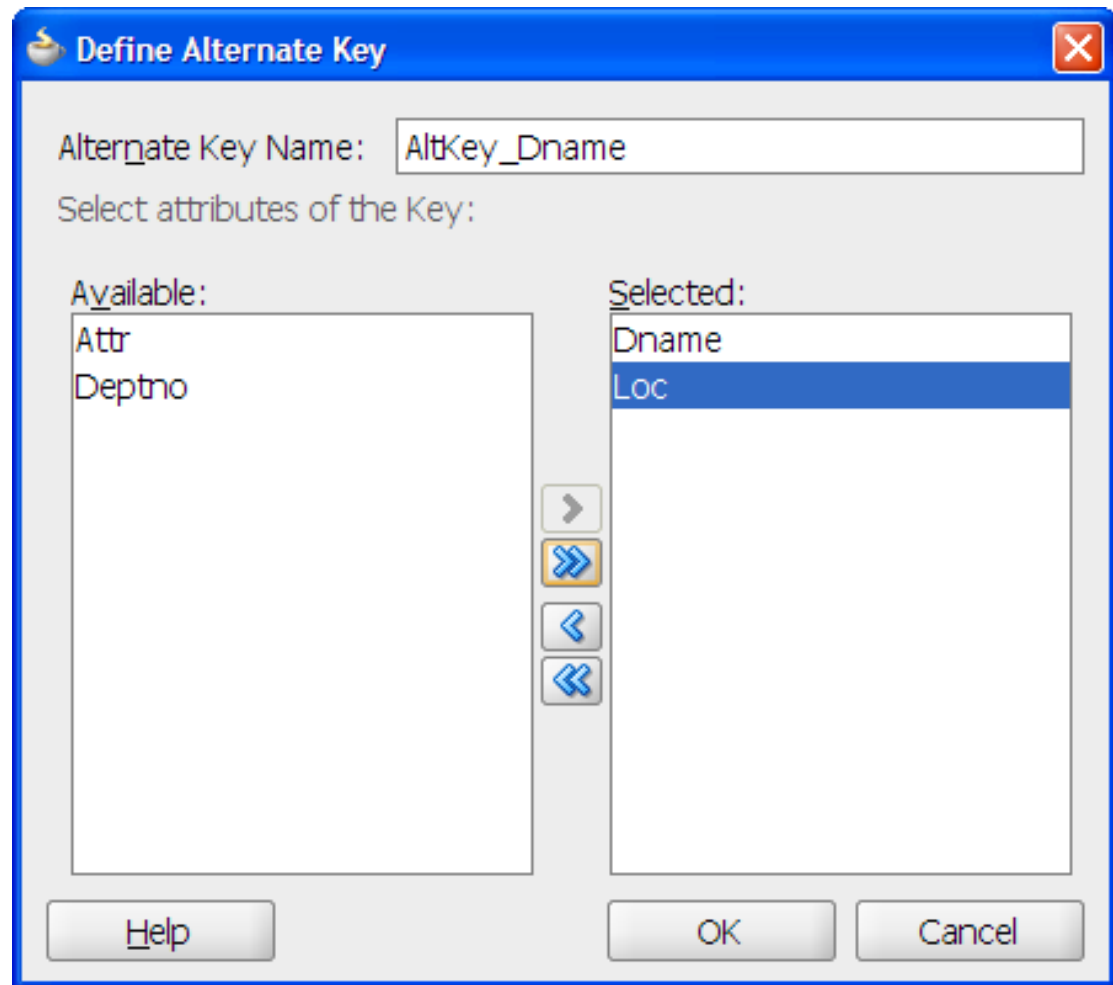 Define Alternate Key
Alternate Key Name: AltKey_Dname
Select attributes of the Key:
Available:
Attr
Deptno
Selected:
Dname
Loc
Help
OK
Cancel